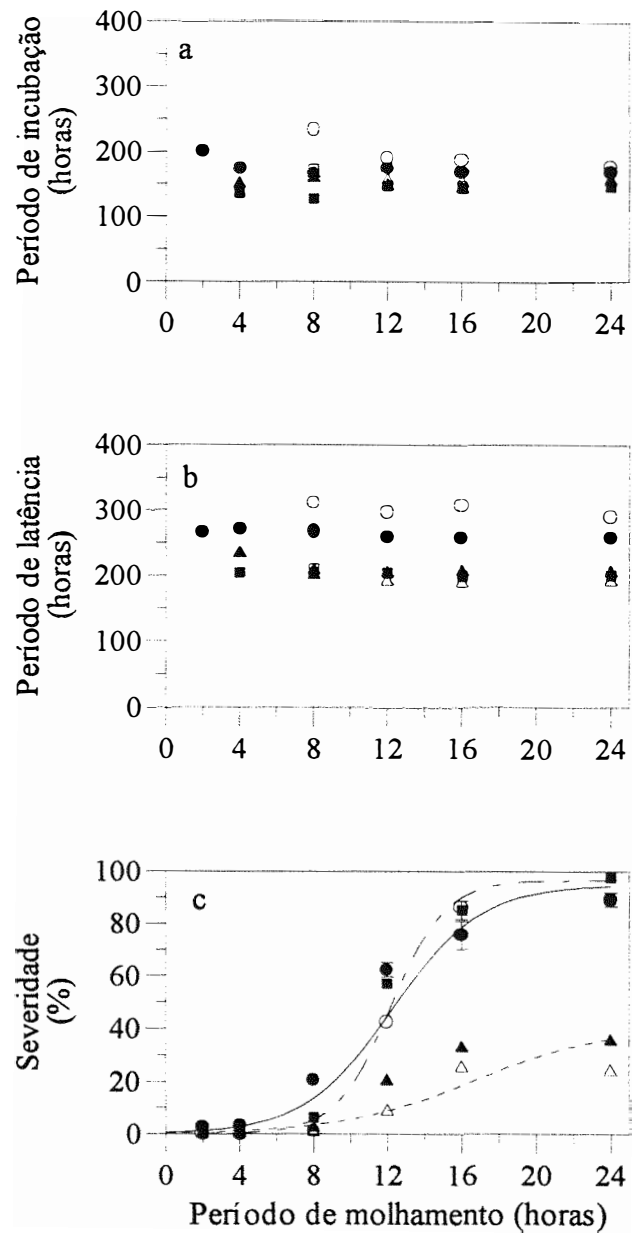 400
300
200
100
0
Período de incubação
(horas)
a
0 4 8 12 16 20 24
400
300
200
100
0
Período de latência
(horas)
b
0 4 8 12 16 20 24
100
80
60
40
20
0
Severidade
(%)
c
0 4 8 12 16 20 24
Período de molhamento (horas)